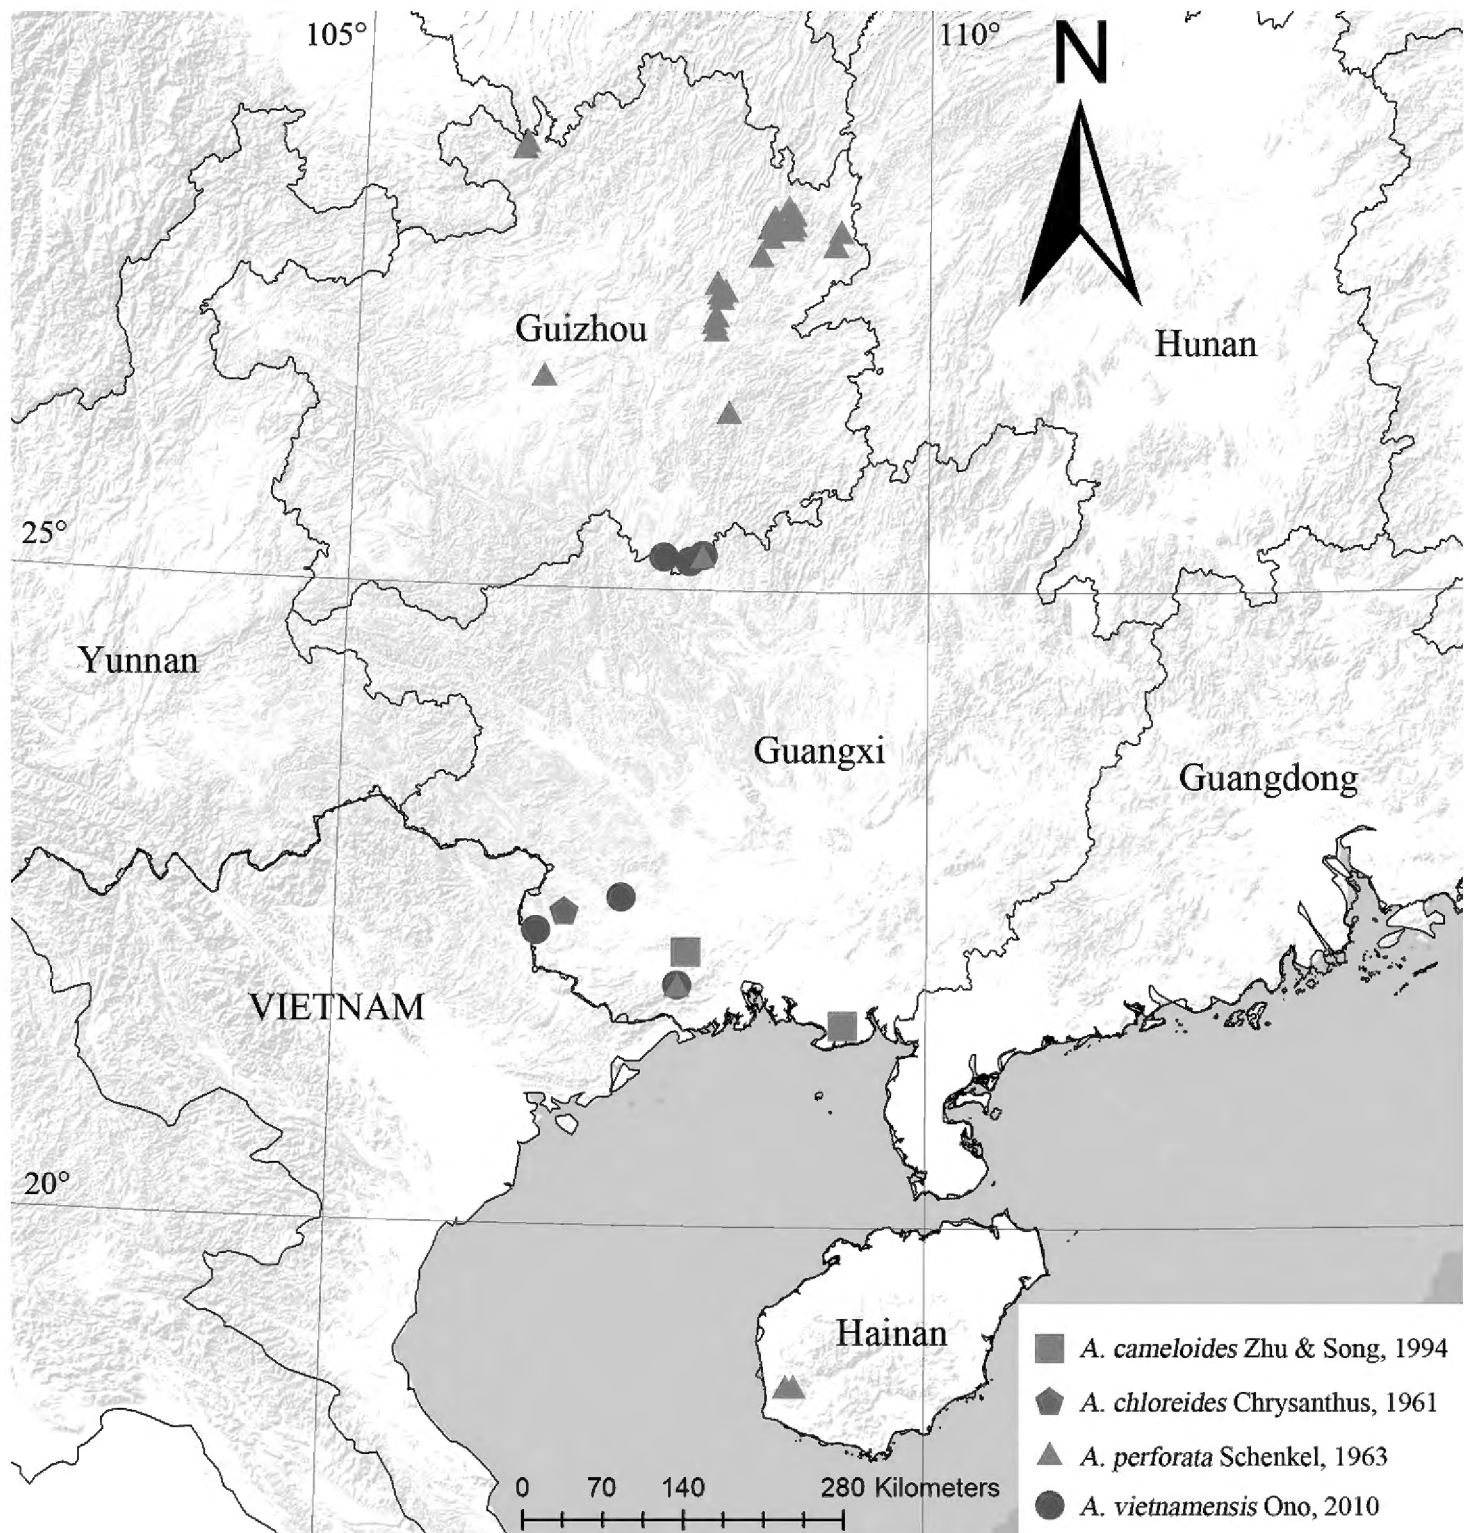 105°
110°
N
Guizhou
Hunan
25°
Yunnan
Guangxi
Guangdong
VIETNAM
20°
Hainan
A. cameloides Zhu & Song, 1994
A. chloreides Chrysanthus, 1961
A. perforata Schenkel, 1963
A. vietnamensis Ono, 2010
0 70 140 280 Kilometers